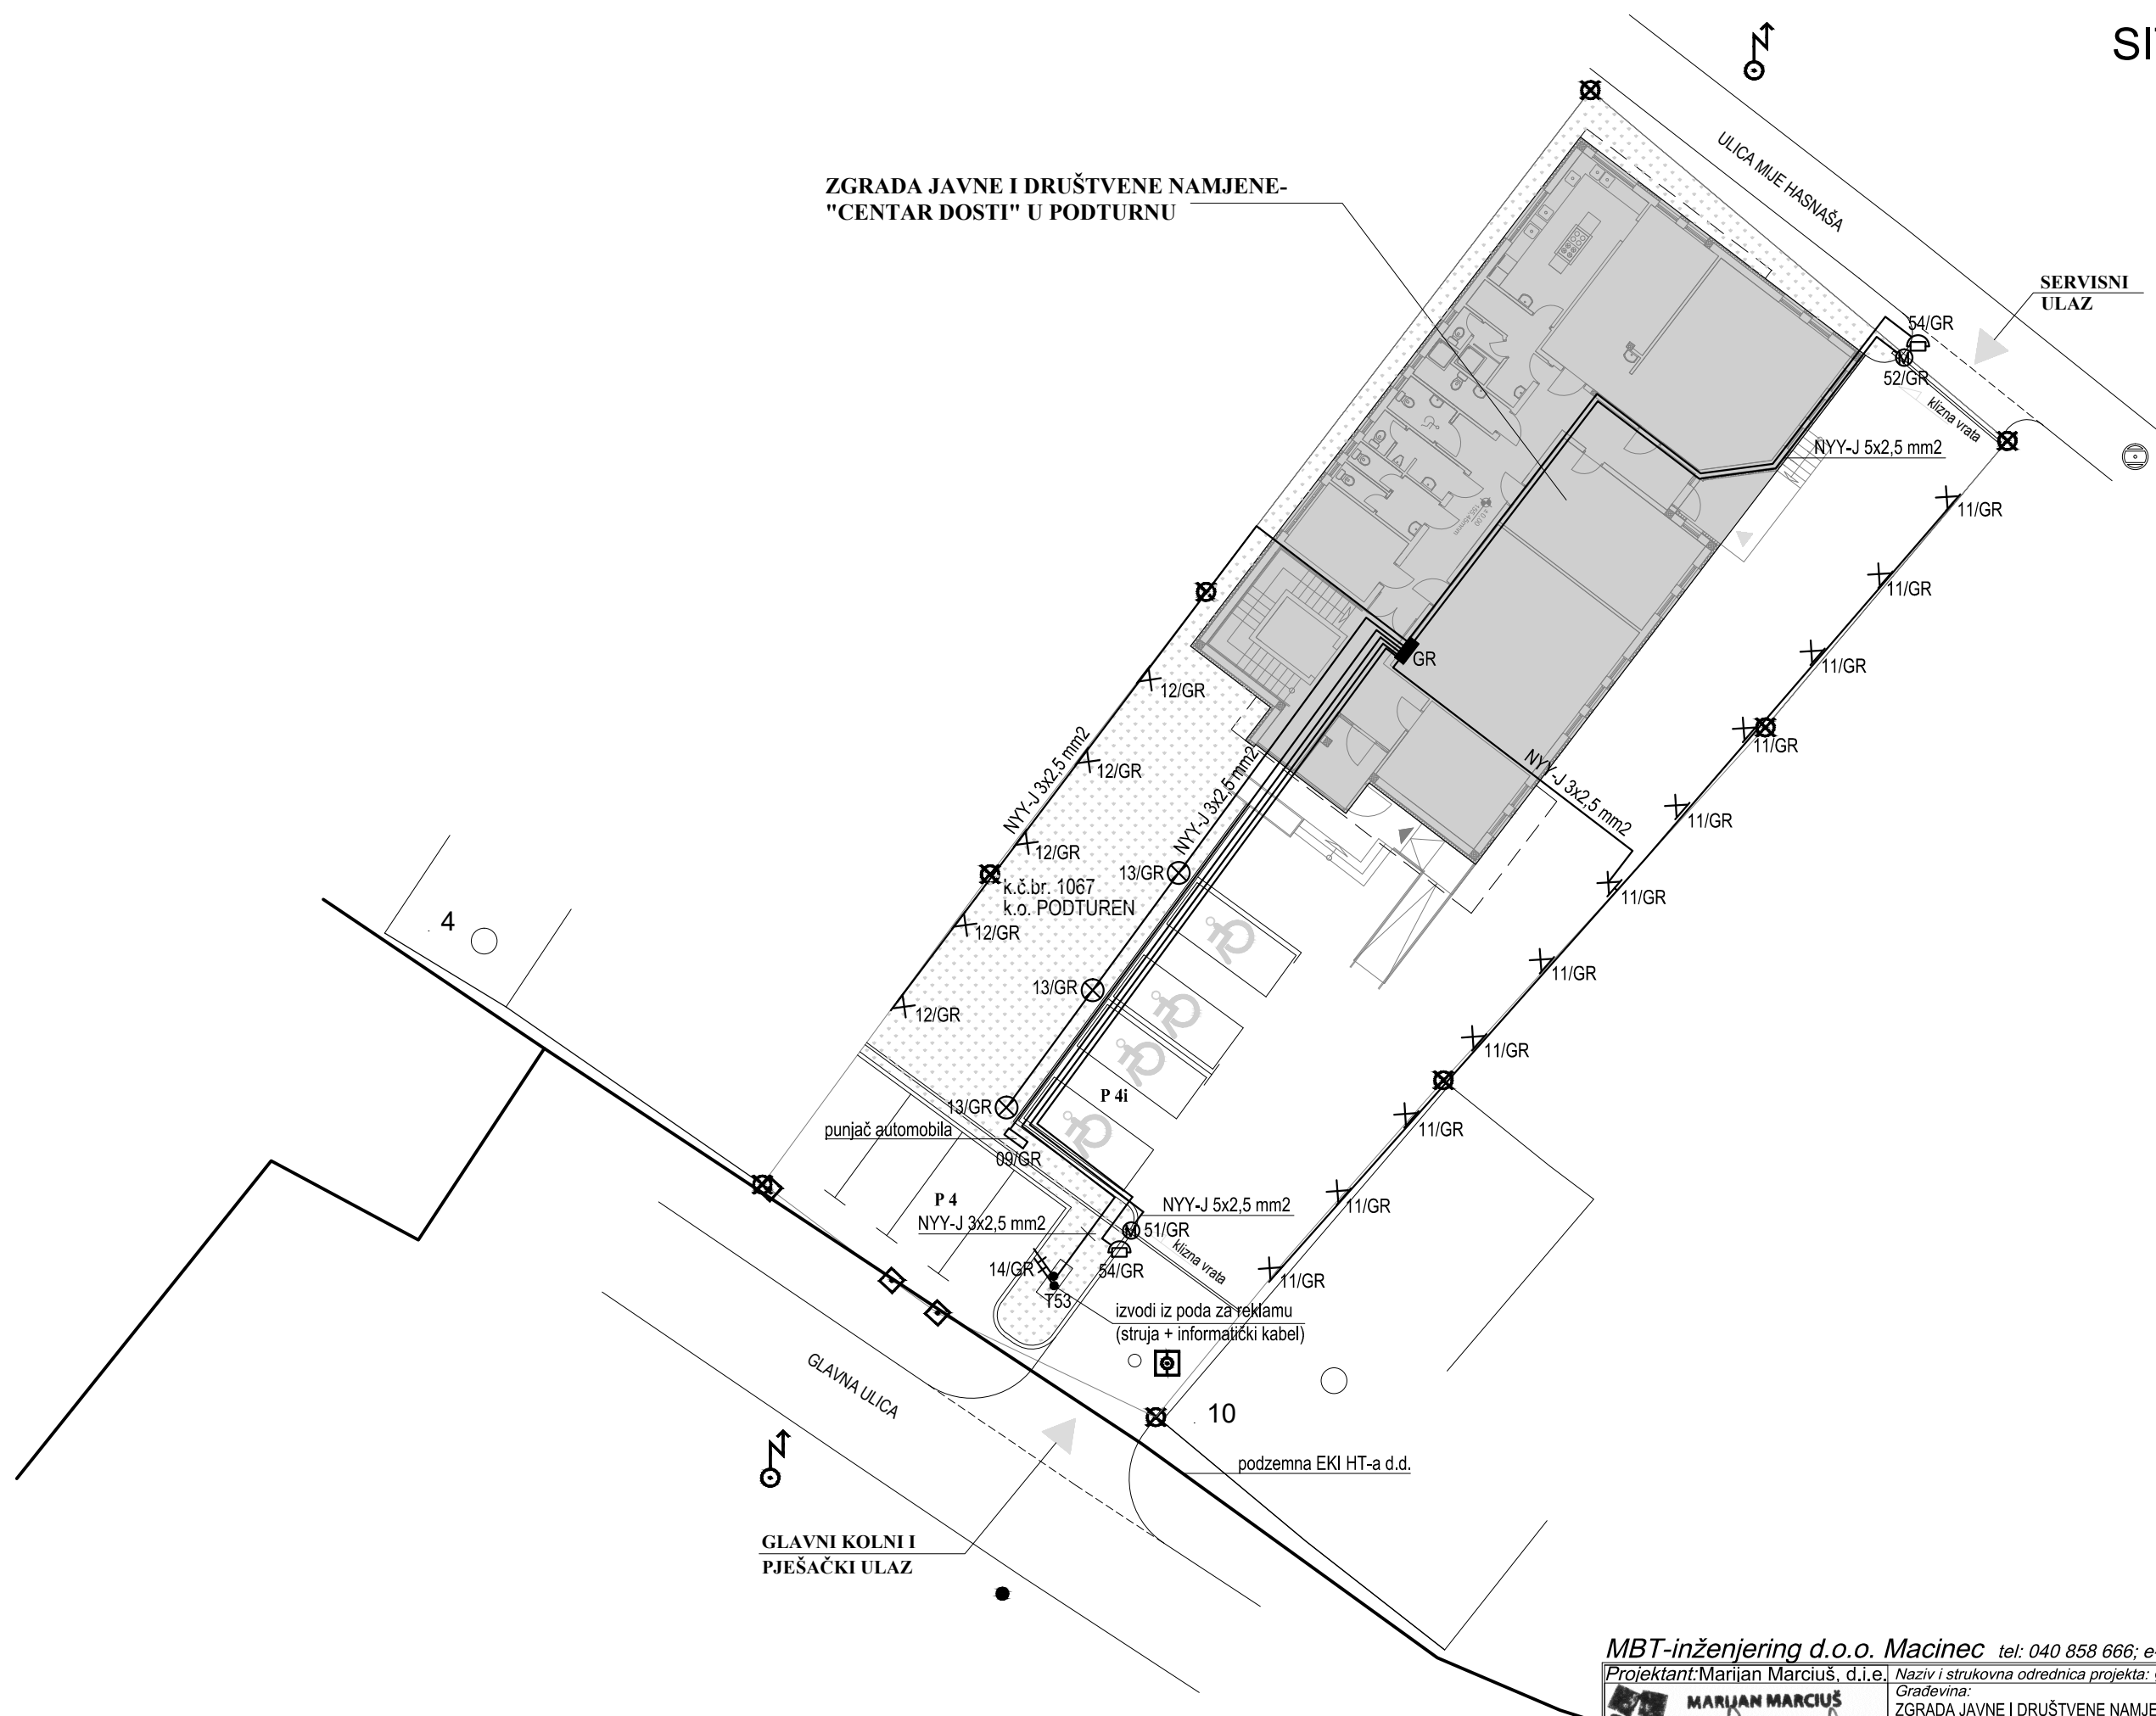 SI
ULICA MIJE HASNAŠA
ZGRADA JAVNE I DRUŠTVENE NAMJENE-
"CENTAR DOSTI" U PODTURNU
SERVISNI
ULAZ
54/GR
52/GR
klizna vrata
NYY-J 5x2,5 mm2
11/GR
11/GR
11/GR
11/GR
11/GR
11/GR
11/GR
11/GR
11/GR
11/GR
11/GR
GR
12/GR
12/GR
12/GR
12/GR
12/GR
NYY-J 3x2,5 mm2
NYY-J 3x2,5 mm2
NYY-J 3x2,5 mm2
13/GR
13/GR
13/GR
k.č.br. 1067
k.o. PODTUREN
4
P 4i
punjač automobila
09/GR
P 4
NYY-J 3x2,5 mm2
NYY-J 5x2,5 mm2
M 51/GR
klizna vrata
14/GR
54/GR
T53
izvodi iz poda za reklamu
(struja + informatički kabel)
GLAVNA ULICA
10
podzemna EKI HT-a d.d.
GLAVNI KOLNI I
PJEŠAČKI ULAZ
MBT-inženjering d.o.o. Macinec tel: 040 858 666;
Projektant: Marijan Marciuš, d.i.e. Naziv i strukovna odrednica projekta:
MARIJAN MARCIUŠ
Građevina:
ZGRADA JAVNE I DRUŠTVENE